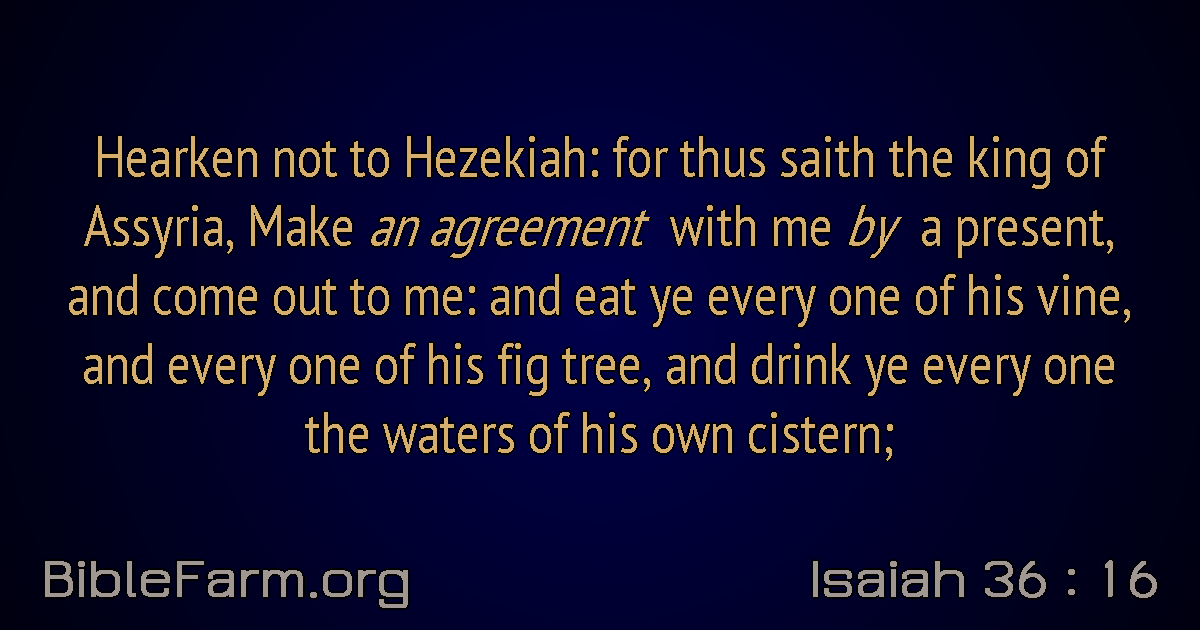 Hearken not to Hezekiah: for thus saith the king of
Assyria, Make an agreement with me by a present,
and come out to me: and eat ye every one of his vine,
and every one of his fig tree, and drink ye every one
the waters of his own cistern;
BibleFarm.org
Isaiah 36 : 16